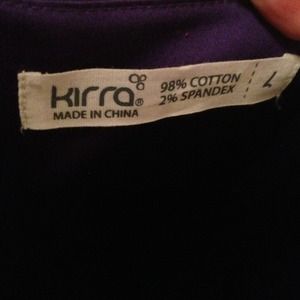 kirra®
MADE IN CHINA
98% COTTON
2% SPANDEX
L